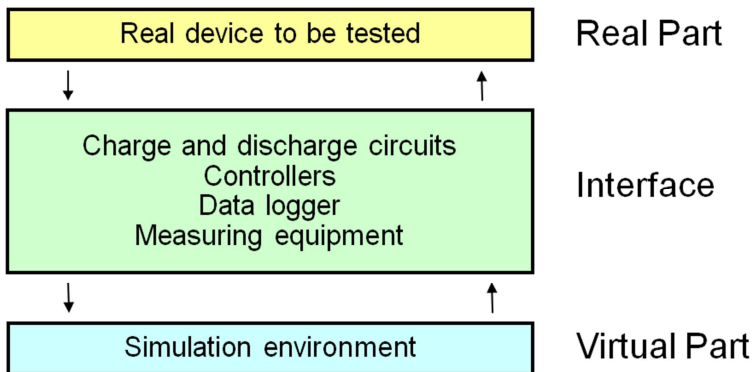 Real device to be tested
Real Part
Charge and discharge circuits
Controllers
Data logger
Measuring equipment
Interface
Simulation environment
Virtual Part